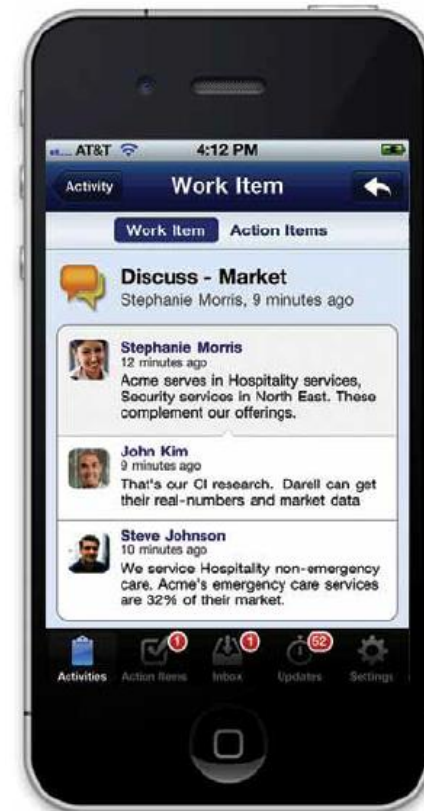 AT&T 4:12 PM
Activity Work Item
Work Item Action Items
Discuss - Market
Stephanie Morris, 9 minutes ago
Stephanie Morris
12 minutes ago
Acme serves in Hospitality services,
Security services in North East. These
complement our offerings.
John Kim
9 minutes ago
That's our CI research. Darell can get
their real-numbers and market data
Steve Johnson
10 minutes ago
We service Hospitality non-emergency
care. Acme's emergency care services
are 32% of their market.
1 1 52
Activities Action Items Inbox Updates Settings